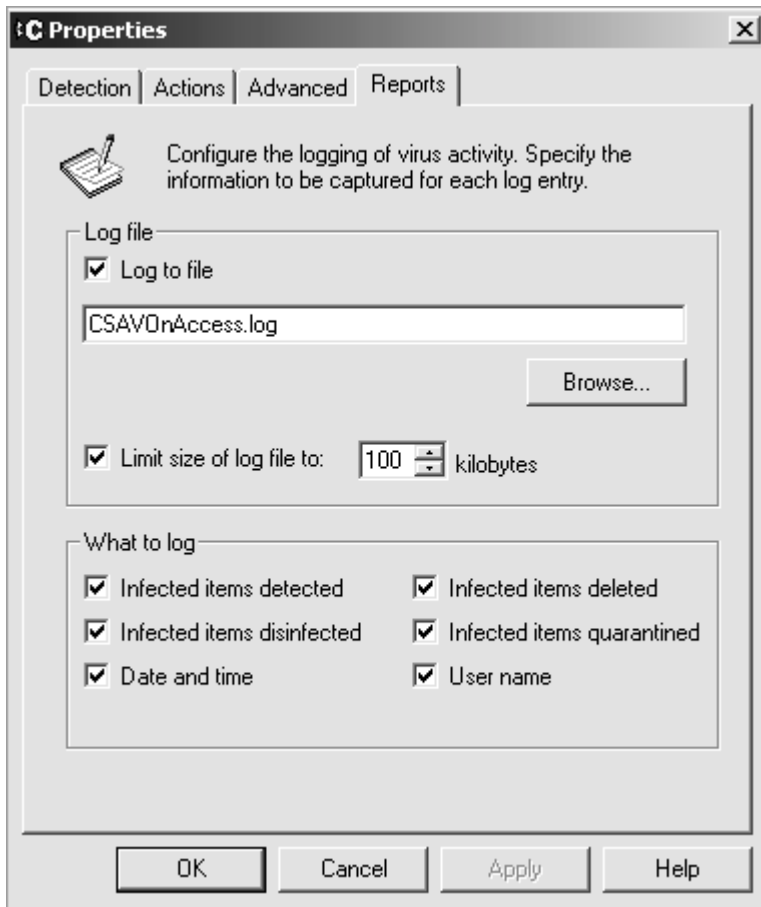 C Properties
Detection Actions Advanced Reports
Configure the logging of virus activity. Specify the
information to be captured for each log entry.
Log file
Log to file
CSAVOnAccess.log
Browse...
Limit size of log file to: 100 kilobytes
What to log
Infected items detected Infected items deleted
Infected items disinfected Infected items quarantined
Date and time User name
OK Cancel Apply Help